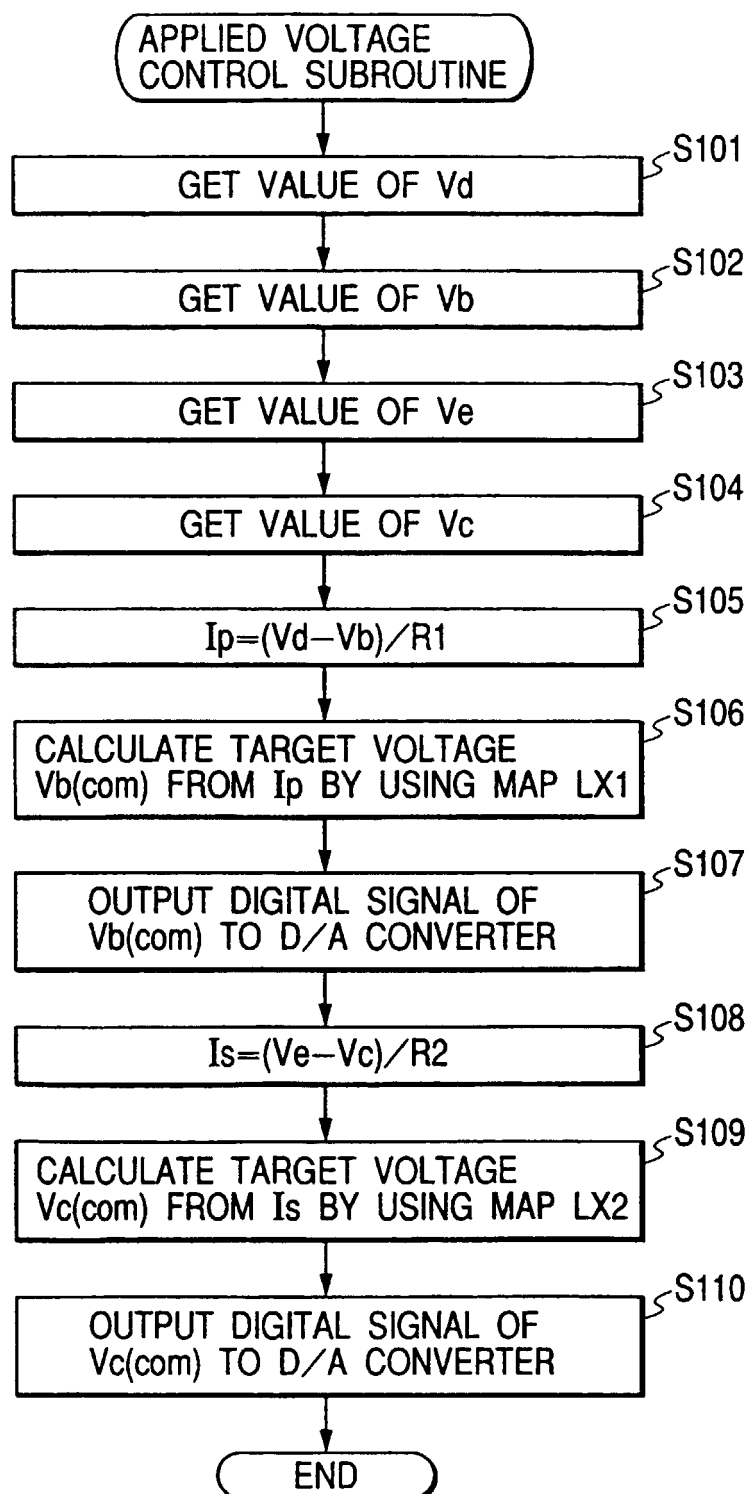 APPLIED VOLTAGE
CONTROL SUBROUTINE
S101
GET VALUE OF Vd
S102
GET VALUE OF Vb
S103
GET VALUE OF Ve
S104
GET VALUE OF Vc
S105
Ip=(Vd−Vb)/R1
S106
CALCULATE TARGET VOLTAGE
Vb(com) FROM Ip BY USING MAP LX1
S107
OUTPUT DIGITAL SIGNAL OF
Vb(com) TO D/A CONVERTER
S108
Is=(Ve−Vc)/R2
S109
CALCULATE TARGET VOLTAGE
Vc(com) FROM Is BY USING MAP LX2
S110
OUTPUT DIGITAL SIGNAL OF
Vc(com) TO D/A CONVERTER
END